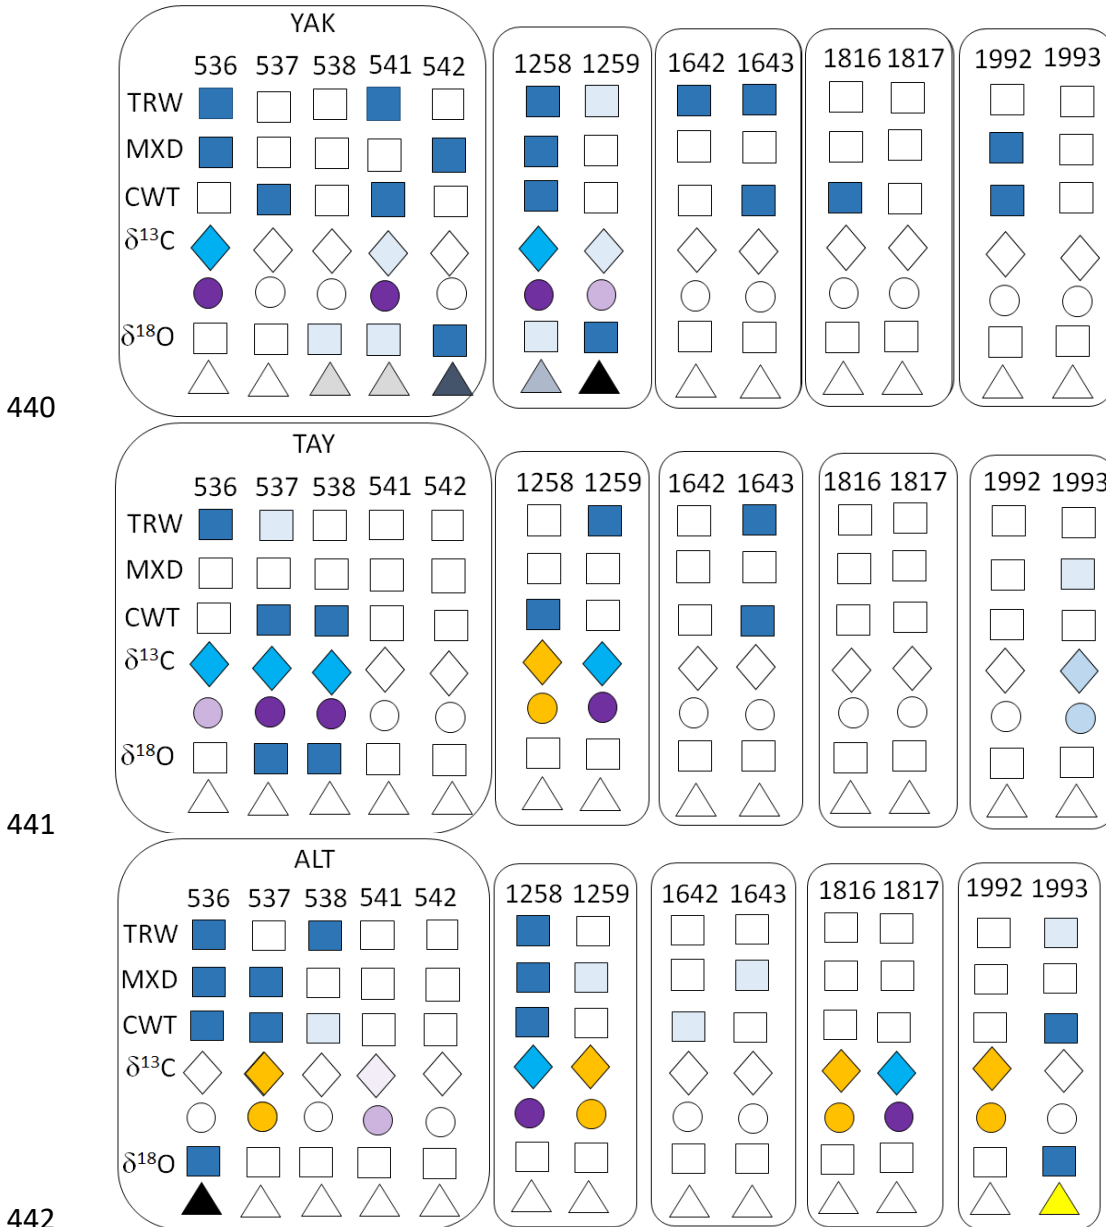 YAK
536 537 538 541 542 1258 1259 1642 1643 1816 1817 1992 1993
TRW
MXD
CWT
δ¹³C
δ¹⁸O
440
TAY
536 537 538 541 542 1258 1259 1642 1643 1816 1817 1992 1993
TRW
MXD
CWT
δ¹³C
δ¹⁸O
441
ALT
536 537 538 541 542 1258 1259 1642 1643 1816 1817 1992 1993
TRW
MXD
CWT
δ¹³C
δ¹⁸O
442